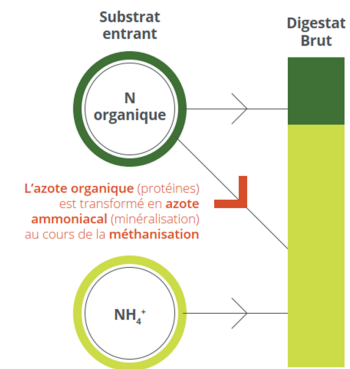 Substrat
entrant
Digestat
Brut
N
organique
L'azote organique (protéines)
est transformé en azote
ammoniacal (minéralisation)
au cours de la méthanisation
NH₄⁺